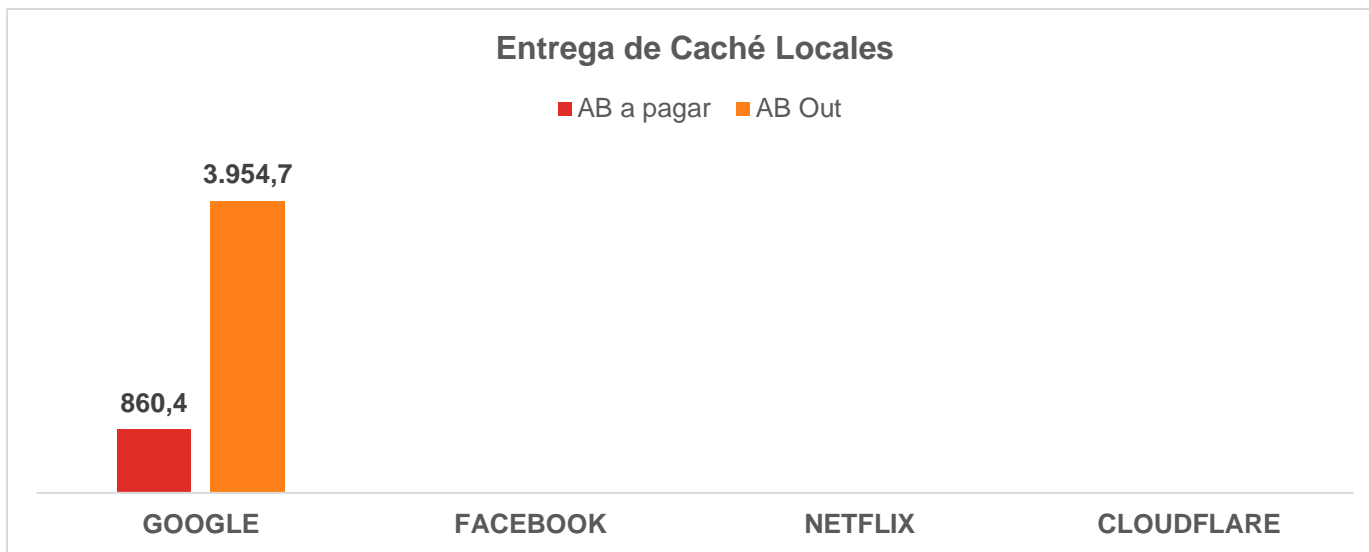 Entrega de Caché Locales
AB a pagar AB Out
3.954,7
860,4
GOOGLE FACEBOOK NETFLIX CLOUDFLARE